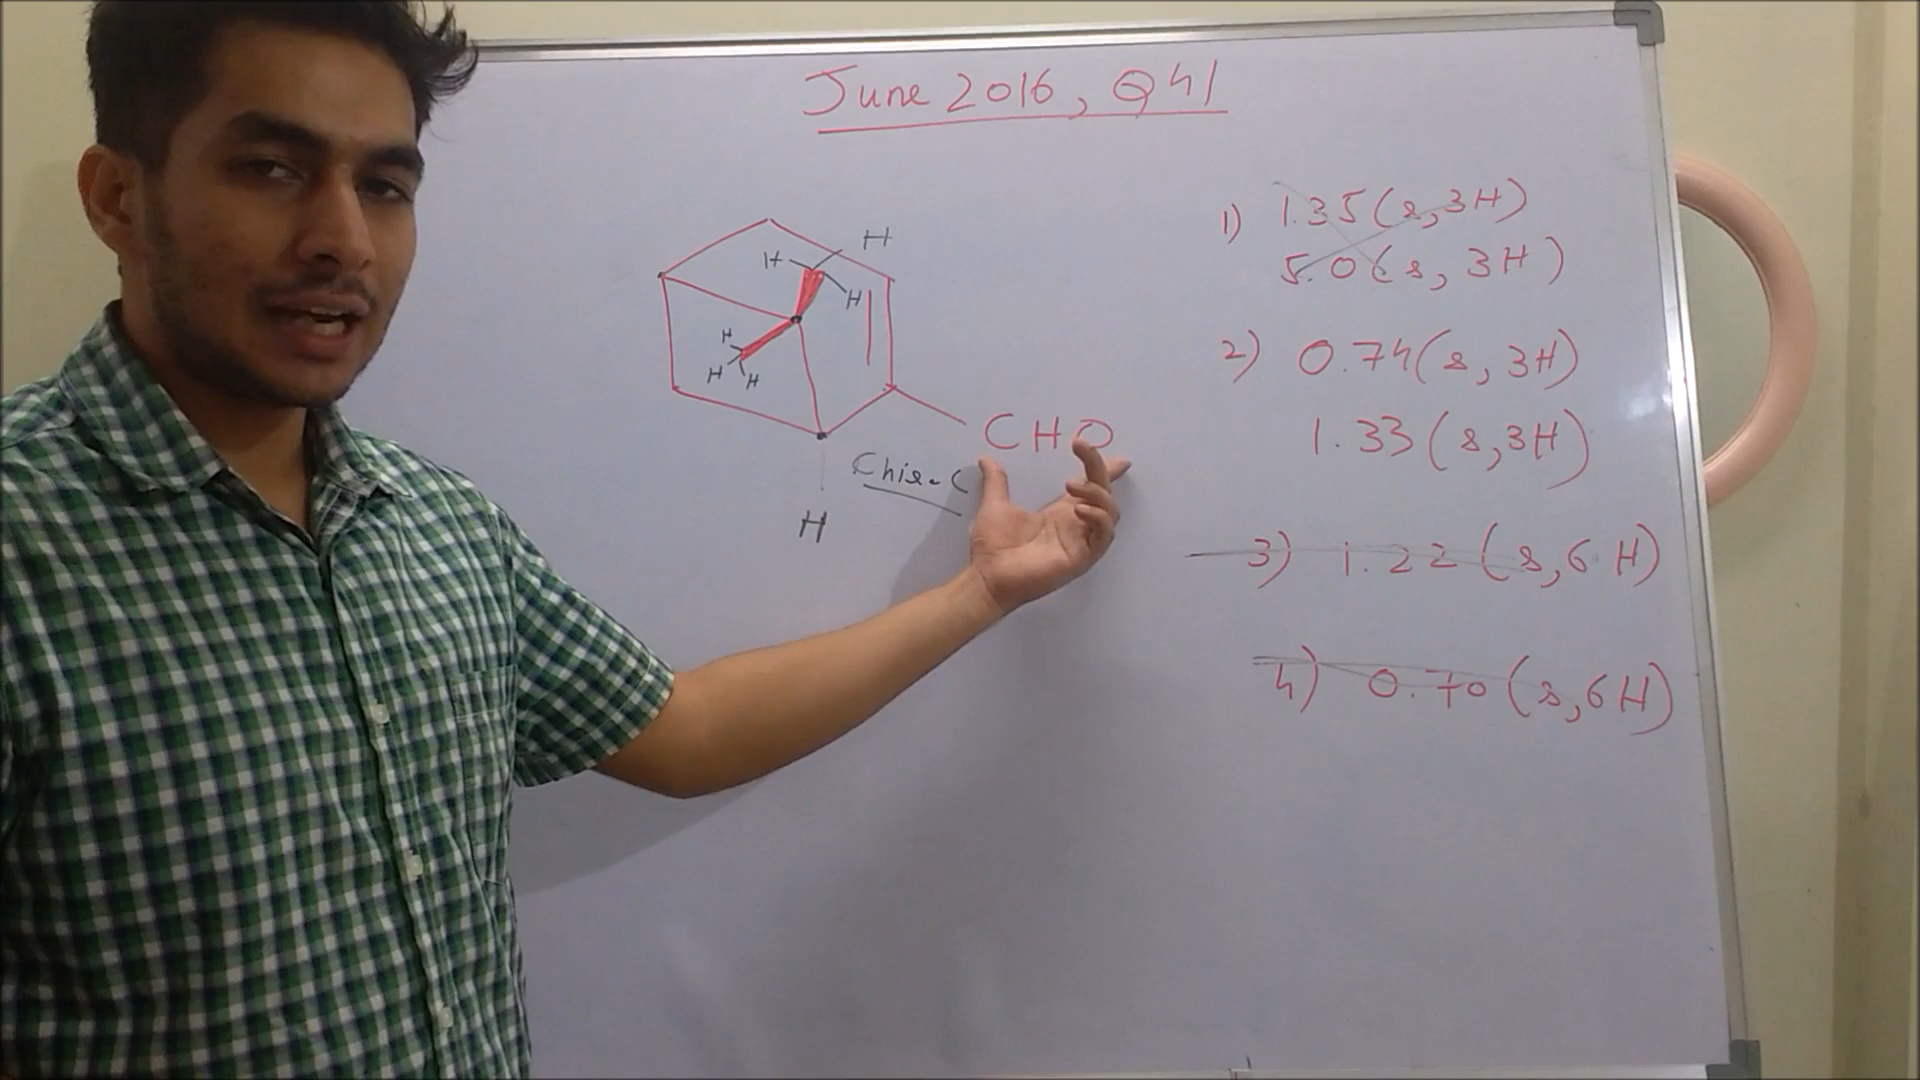 June 2016, Q41
H
H
H
H
H
H
CHO
Chiral C
H
1) 1.35 (s, 3H)
5.0 (s, 3H)
2) 0.74 (s, 3H)
1.33 (s, 3H)
3) 1.22 (s, 6H)
4) 0.70 (s, 6H)